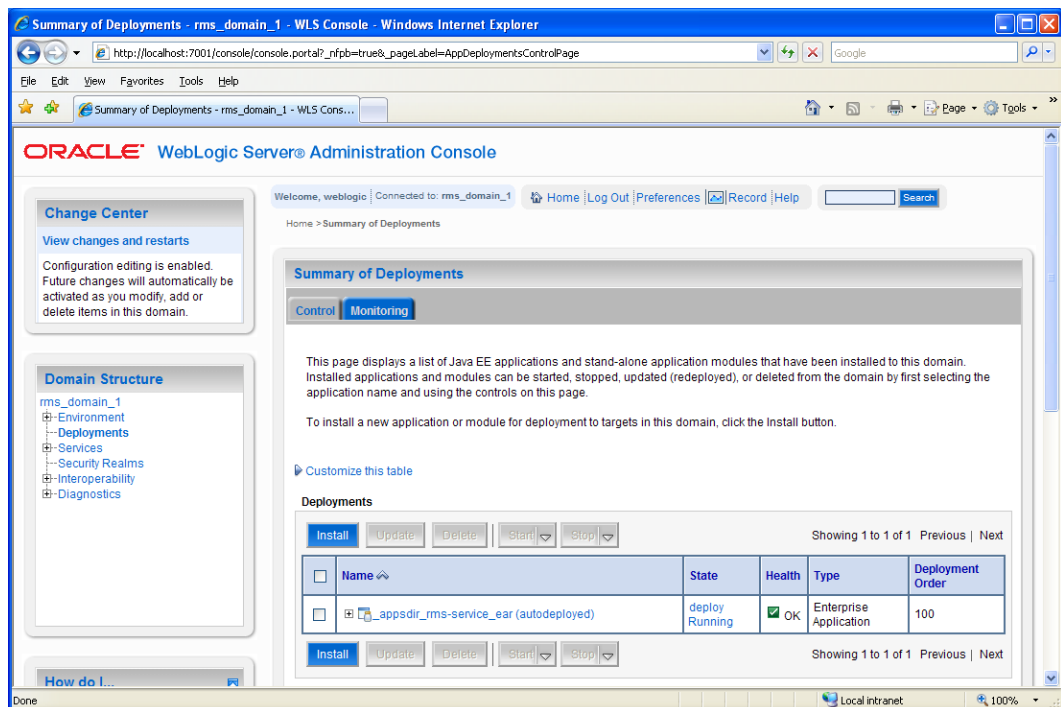 Summary of Deployments - rms_domain_1 - WLS Console - Windows Internet Explorer
http://localhost:7001/console/console.portal?_nfpb=true&_pageLabel=AppDeploymentsControlPage
Google
File Edit View Favorites Tools Help
Summary of Deployments - rms_domain_1 - WLS Cons...
Page Tools »
ORACLE WebLogic Server® Administration Console
Change Center
View changes and restarts
Configuration editing is enabled.
Future changes will automatically be
activated as you modify, add or
delete items in this domain.
Domain Structure
rms_domain_1
Environment
Deployments
Services
Security Realms
Interoperability
Diagnostics
How do I...
Welcome, weblogic Connected to: rms_domain_1 Home Log Out Preferences Record Help Search
Home >Summary of Deployments
Summary of Deployments
Control Monitoring
This page displays a list of Java EE applications and stand-alone application modules that have been installed to this domain.
Installed applications and modules can be started, stopped, updated (redeployed), or deleted from the domain by first selecting the
application name and using the controls on this page.
To install a new application or module for deployment to targets in this domain, click the Install button.
Customize this table
Deployments
Install Update Delete Start Stop Showing 1 to 1 of 1 Previous | Next
Name State Health Type Deployment
Order
_appsdir_rms-service_ear (autodeployed) deploy
Running OK Enterprise
Application 100
Install Update Delete Start Stop Showing 1 to 1 of 1 Previous | Next
Done Local intranet 100%